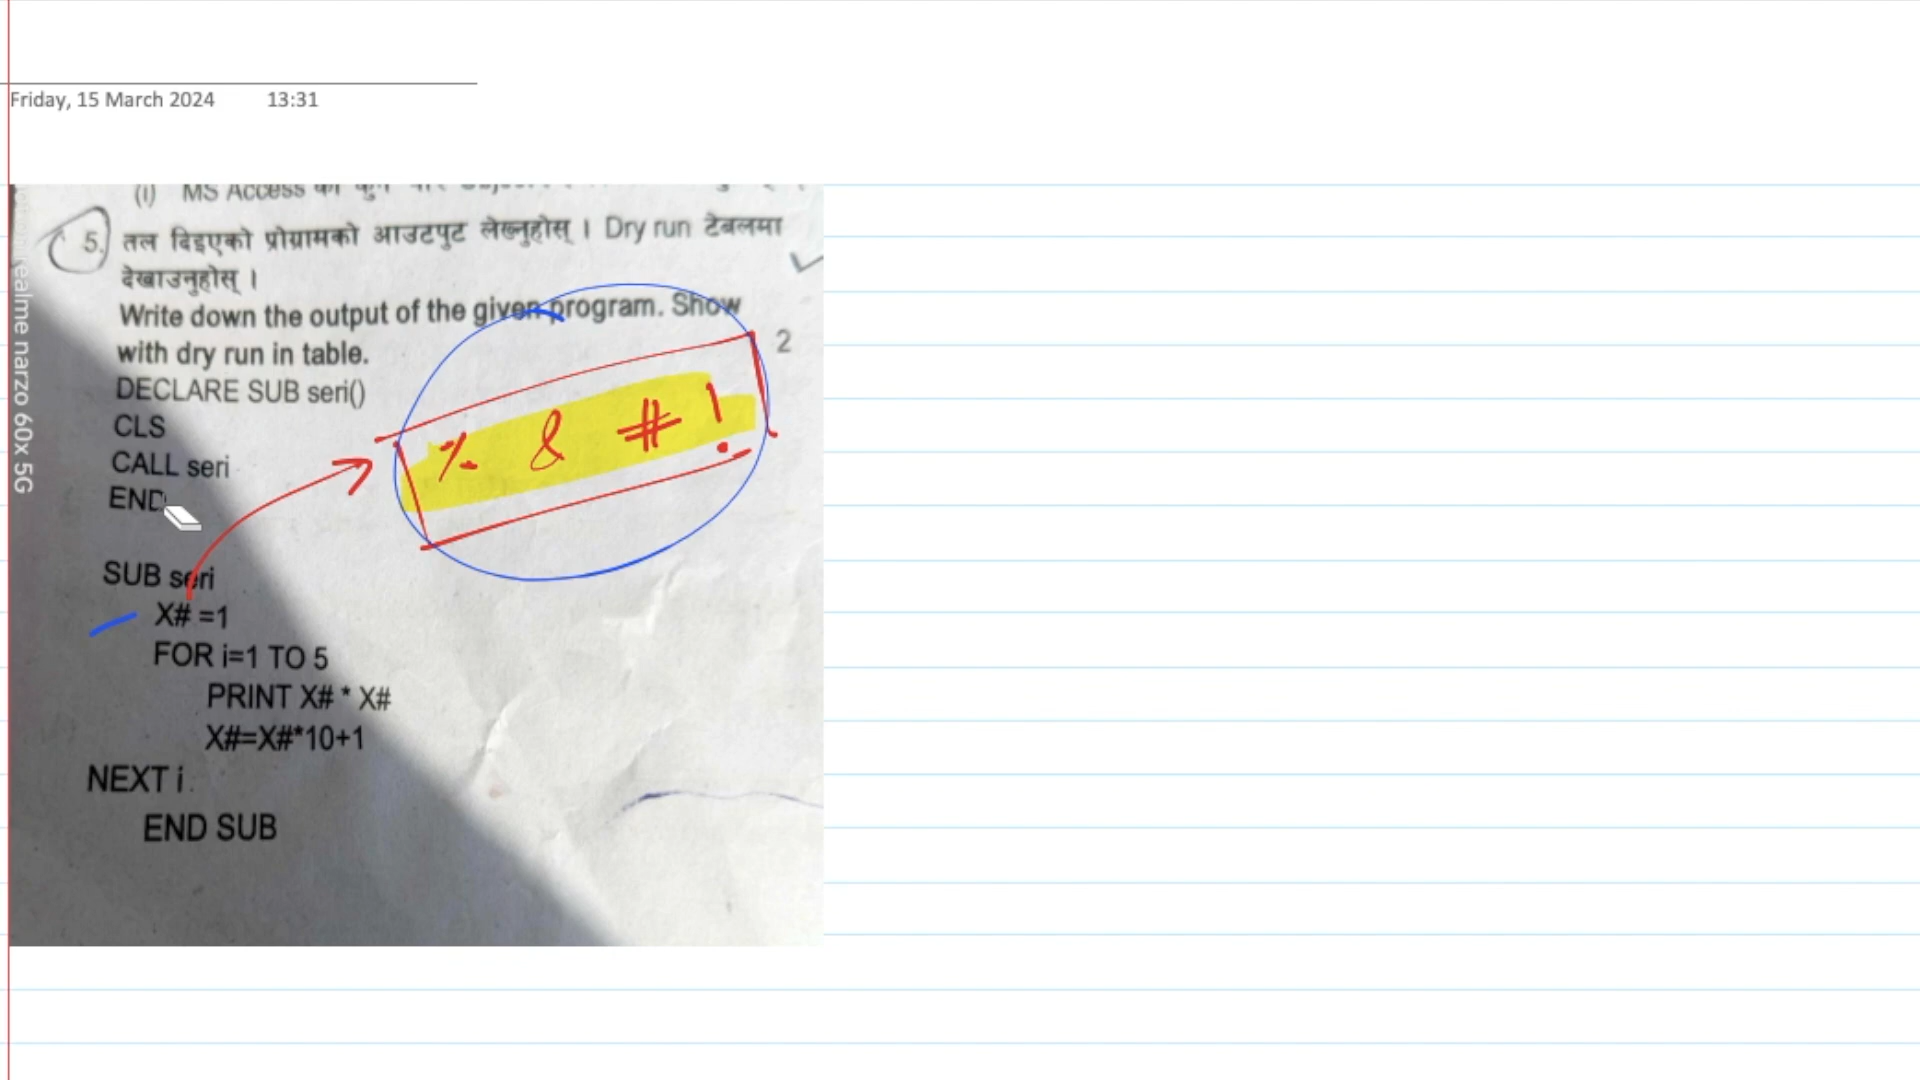 Friday, 15 March 2024 13:31
(i) MS Access
5. तल दिइएको प्रोग्रामको आउटपुट लेख्नुहोस् । Dry run टेबलमा
देखाउनुहोस् ।
Write down the output of the given program. Show
with dry run in table. 2
DECLARE SUB seri()
CLS
CALL seri
END
% & # !
SUB seri
X# =1
FOR i=1 TO 5
PRINT X# * X#
X#=X#*10+1
NEXT i
END SUB
realme narzo 60x 5G